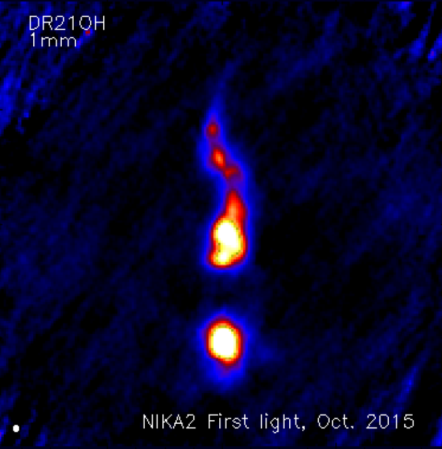 DR21OH
1mm
NIKA2 First light, Oct. 2015